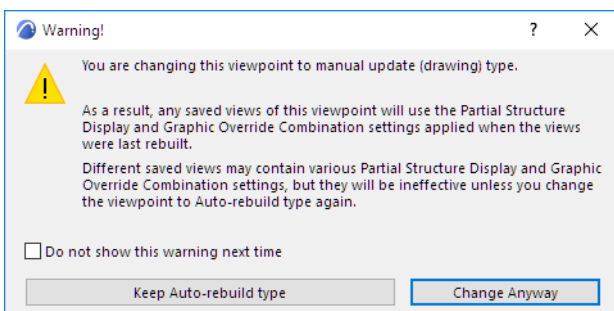 Warning!
?
You are changing this viewpoint to manual update (drawing) type.
As a result, any saved views of this viewpoint will use the Partial Structure
Display and Graphic Override Combination settings applied when the views
were last rebuilt.
Different saved views may contain various Partial Structure Display and Graphic
Override Combination settings, but they will be ineffective unless you change
the viewpoint to Auto-rebuild type again.
Do not show this warning next time
Keep Auto-rebuild type
Change Anyway